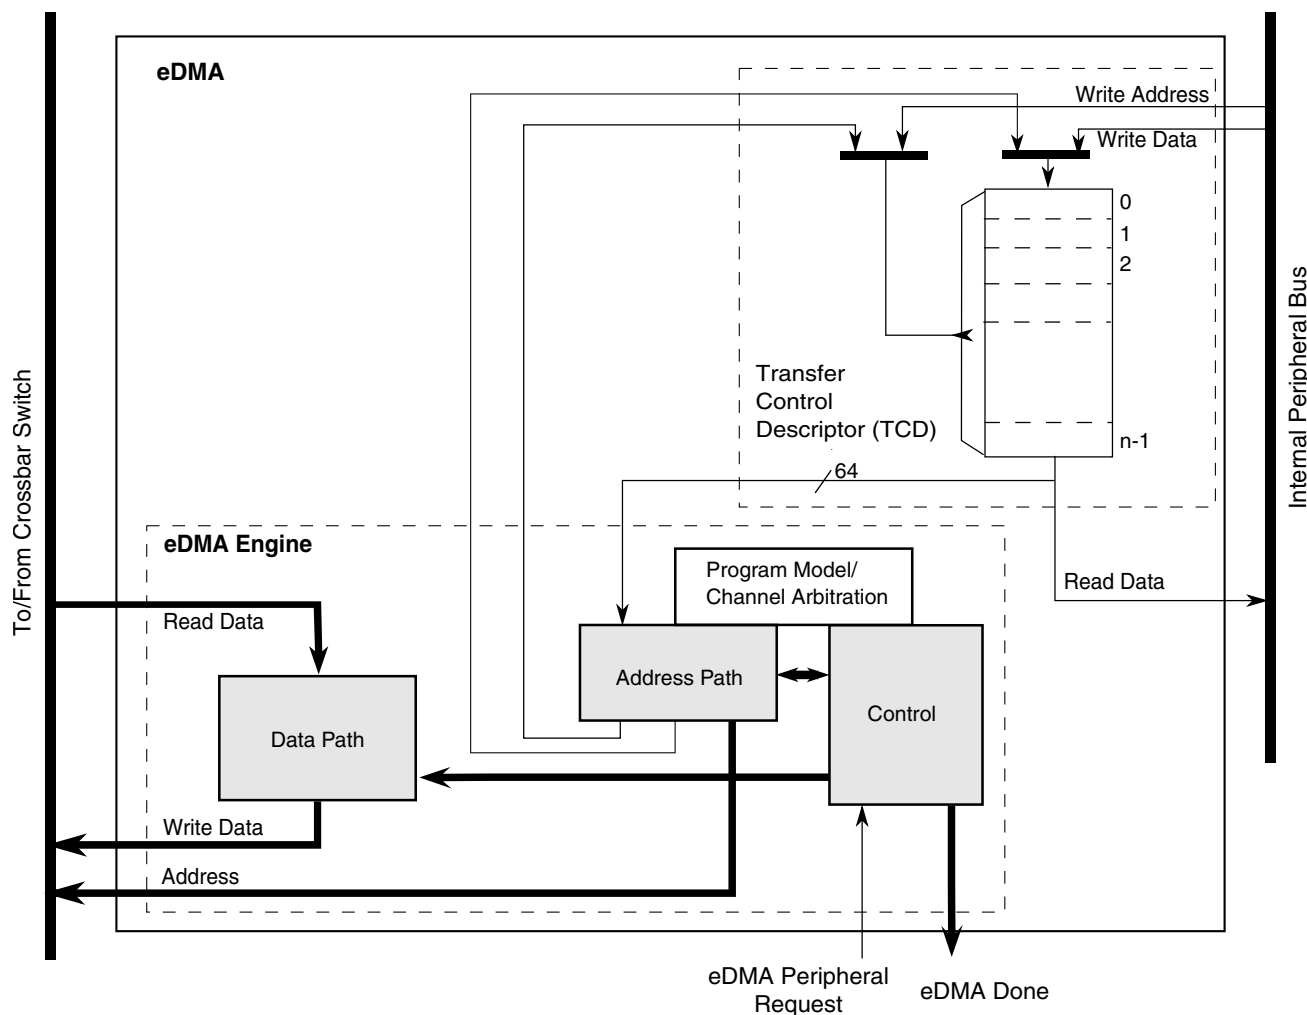 eDMA
Write Address
Write Data
0
1
2
n-1
Transfer
Control
Descriptor (TCD)
64
To/From Crossbar Switch
Internal Peripheral Bus
eDMA Engine
Program Model/
Channel Arbitration
Read Data
Read Data
Address Path
Control
Data Path
Write Data
Address
eDMA Peripheral
Request
eDMA Done